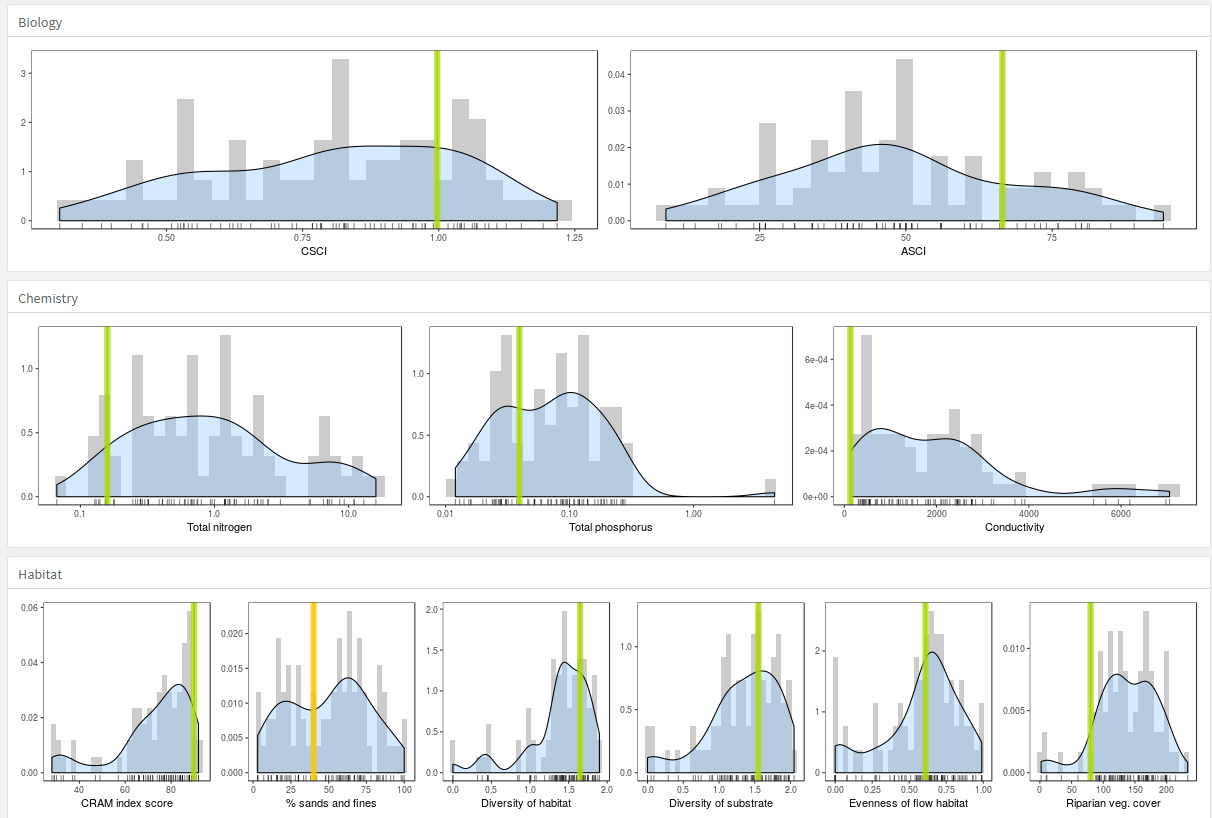 Biology
3
2
1
0
0.50 0.75 1.00 1.25
CSCI
0.04
0.03
0.02
0.01
0.00
25 50 75
ASCI
Chemistry
1.0
0.5
0.0
0.1 1.0 10.0
Total nitrogen
1.0
0.5
0.0
0.01 0.10 1.00
Total phosphorus
6e-04
4e-04
2e-04
0e+00
0 2000 4000 6000
Conductivity
Habitat
0.06
0.04
0.02
0.00
40 60 80
CRAM index score
0.020
0.015
0.010
0.005
0.000
0 25 50 75 100
% sands and fines
2.0
1.5
1.0
0.5
0.0
0.0 0.5 1.0 1.5 2.0
Diversity of habitat
1.0
0.5
0.0
0.0 0.5 1.0 1.5 2.0
Diversity of substrate
2
1
0
0.00 0.25 0.50 0.75 1.00
Evenness of flow habitat
0.010
0.005
0.000
0 50 100 150 200
Riparian veg. cover